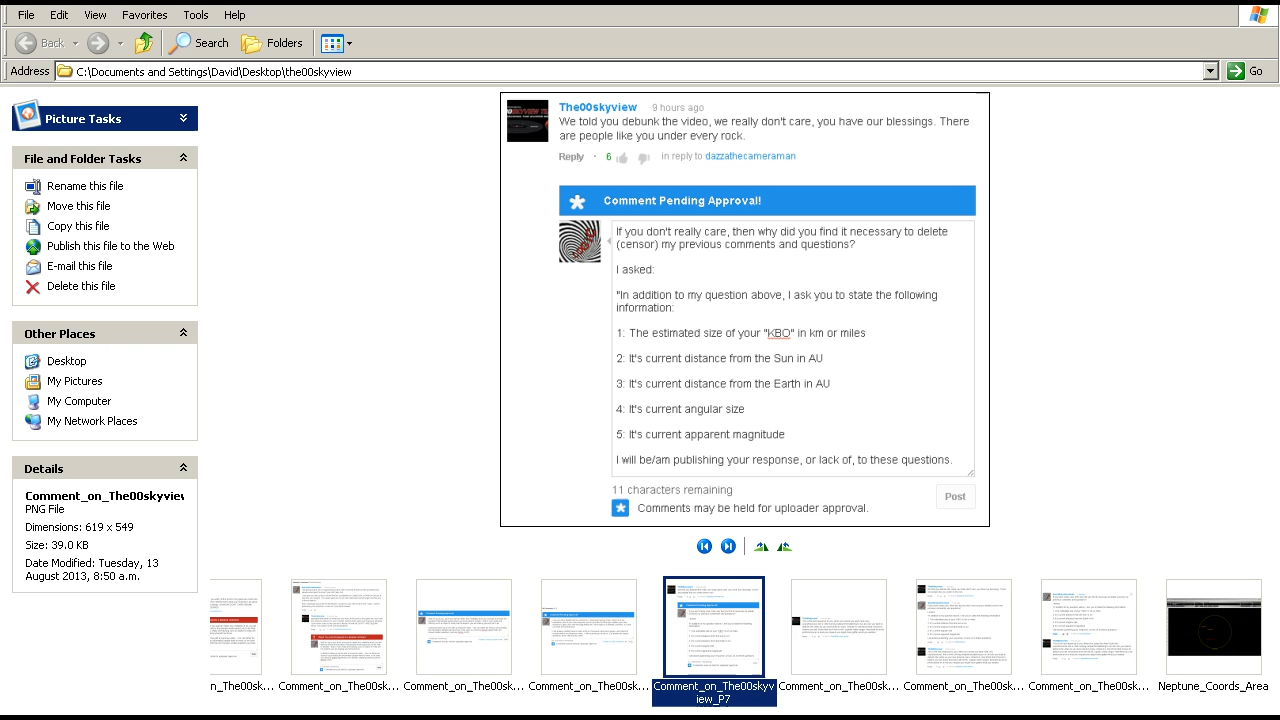 File Edit View Favorites Tools Help
Back Search Folders
Address C:\Documents and Settings\David\Desktop\the00skyview Go
Picture Tasks
File and Folder Tasks
Rename this file
Move this file
Copy this file
Publish this file to the Web
E-mail this file
Delete this file
Other Places
Desktop
My Pictures
My Computer
My Network Places
Details
Comment_on_The00skyview
PNG File
Dimensions: 619 x 549
Size: 39.0 KB
Date Modified: Tuesday, 13
August 2013, 8:50 a.m.
The00skyview 9 hours ago
We told you debunk the video, we really don't care, you have our blessings. There
are people like you under every rock.
Reply · 6 in reply to dazzathecameraman
Comment Pending Approval!
If you don't really care, then why did you find it necessary to delete
(censor) my previous comments and questions?
I asked:
"In addition to my question above, I ask you to state the following
information:
1: The estimated size of your "KBO" in km or miles
2: It's current distance from the Sun in AU
3: It's current distance from the Earth in AU
4: It's current angular size
5: It's current apparent magnitude
I will be/am publishing your response, or lack of, to these questions.
11 characters remaining
Post
Comments may be held for uploader approval.
n_The00sk... Comment_on_The00sk... Comment_on_The00sk... Comment_on_The00sk... Comment_on_The00skyv
iew_P7
Comment_on_The00sk... Comment_on_The00sk... Comment_on_The00sk... Neptune_Coords_Area